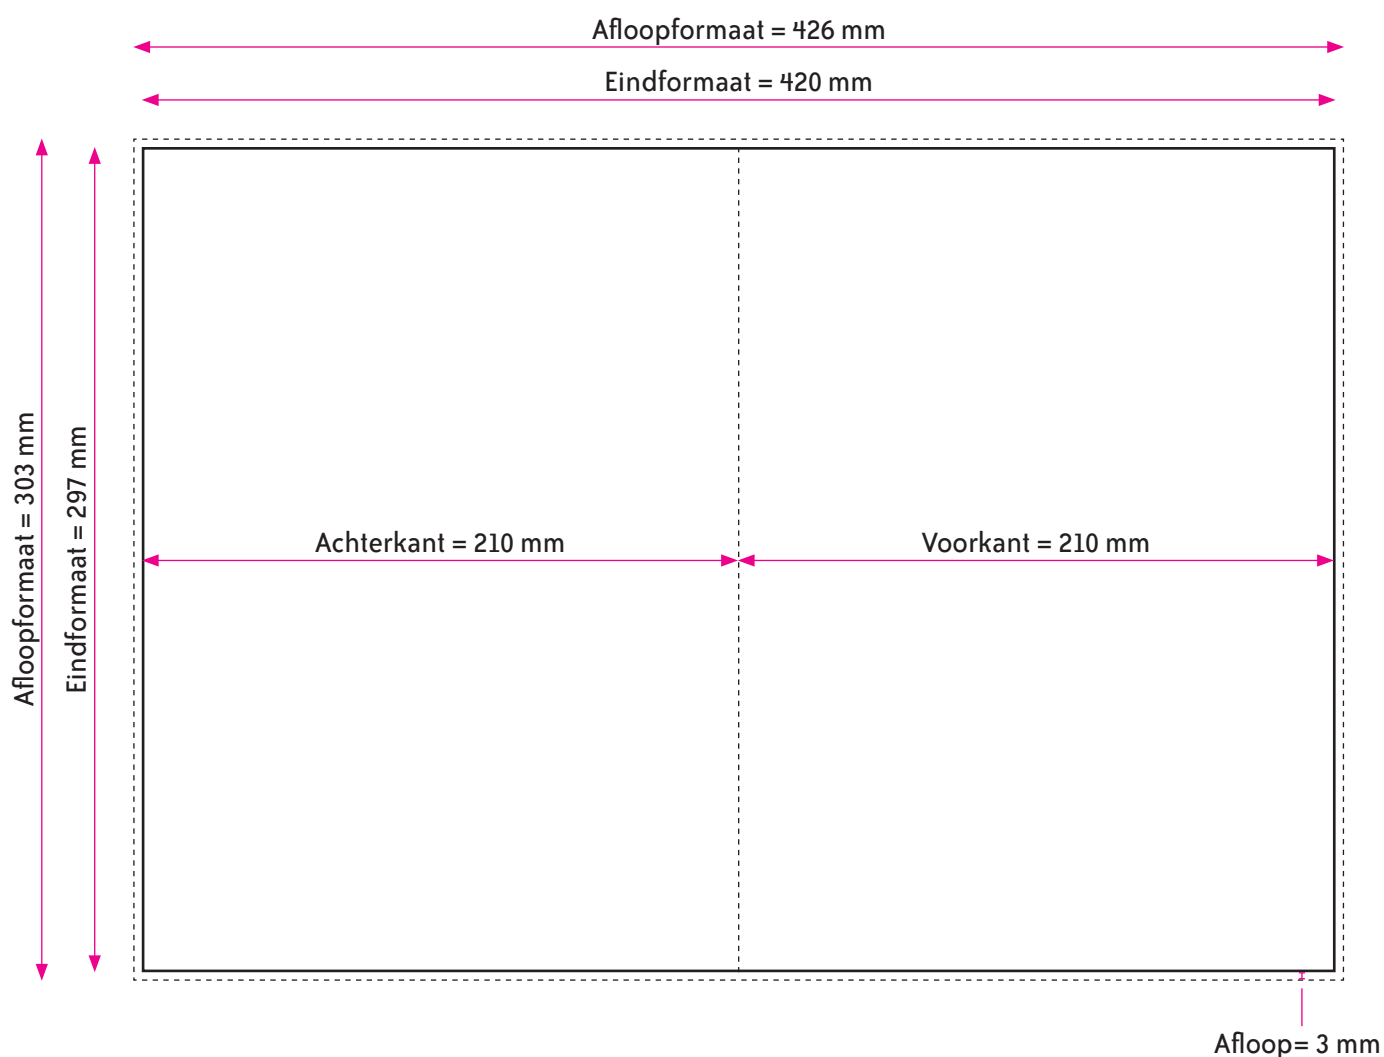 Afloopformaat = 426 mm
Eindformaat = 420 mm
Afloopformaat = 303 mm
Eindformaat = 297 mm
Achterkant = 210 mm
Voorkant = 210 mm
Afloop= 3 mm